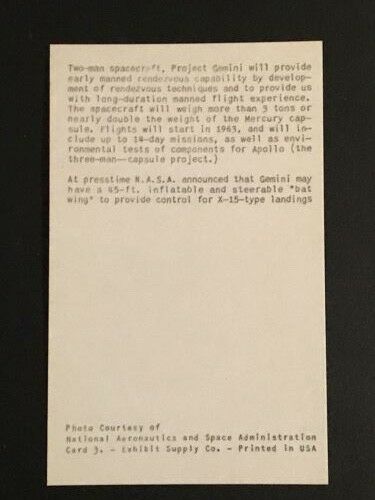 Two-man spacecraft, Project Gemini will provide
early manned rendezvous capability by develop-
ment of rendezvous techniques and to provide us
with long-duration manned flight experience.
The spacecraft will weigh more than 3 tons or
nearly double the weight of the Mercury cap-
sule. Flights will start in 1963, and will in-
clude up to 14-day missions, as well as envi-
ronmental tests of components for Apollo (the
three-man--capsule project.)
At presstime N.A.S.A. announced that Gemini may
have a 45-ft. inflatable and steerable "bat
wing" to provide control for X-15-type landings
Photo Courtesy of
National Aeronautics and Space Administration
Card 3. - Exhibit Supply Co. - Printed in USA